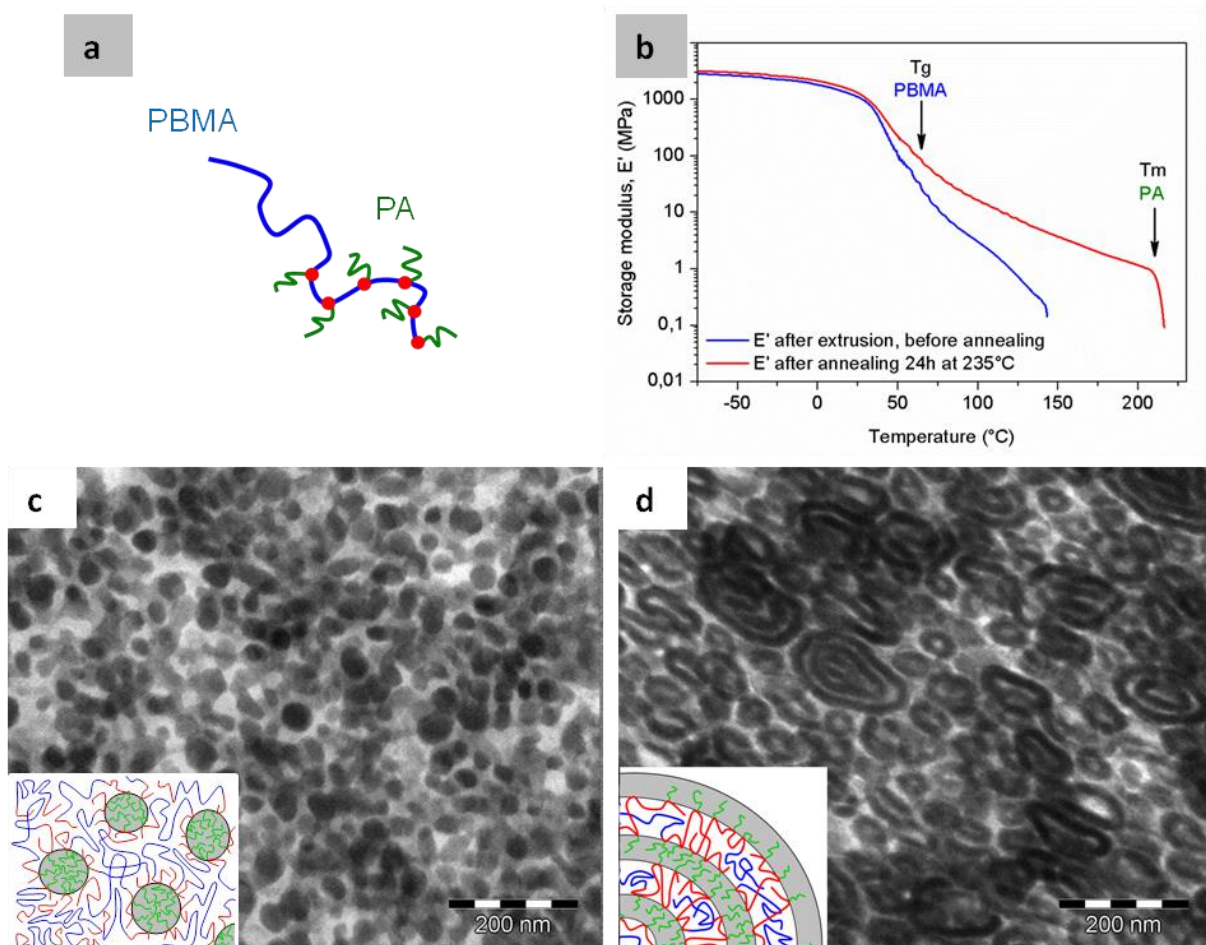 a
PBMA
PA
b
Storage modulus, E' (MPa)
1000
100
10
1
0,1
0,01
Tg
PBMA
Tm
PA
E' after extrusion, before annealing
E' after annealing 24h at 235°C
-50 0 50 100 150 200
Temperature (°C)
c
200 nm
d
200 nm